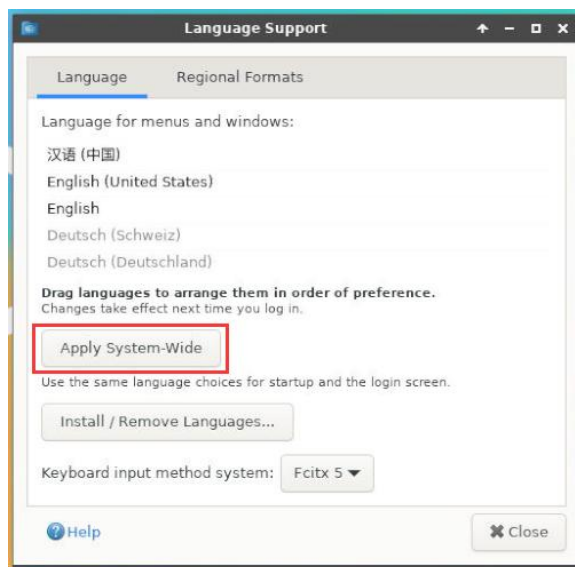 Language Support
Language Regional Formats
Language for menus and windows:
汉语 (中国)
English (United States)
English
Deutsch (Schweiz)
Deutsch (Deutschland)
Drag languages to arrange them in order of preference.
Changes take effect next time you log in.
Apply System-Wide
Use the same language choices for startup and the login screen.
Install / Remove Languages...
Keyboard input method system: Fcitx 5
Help Close